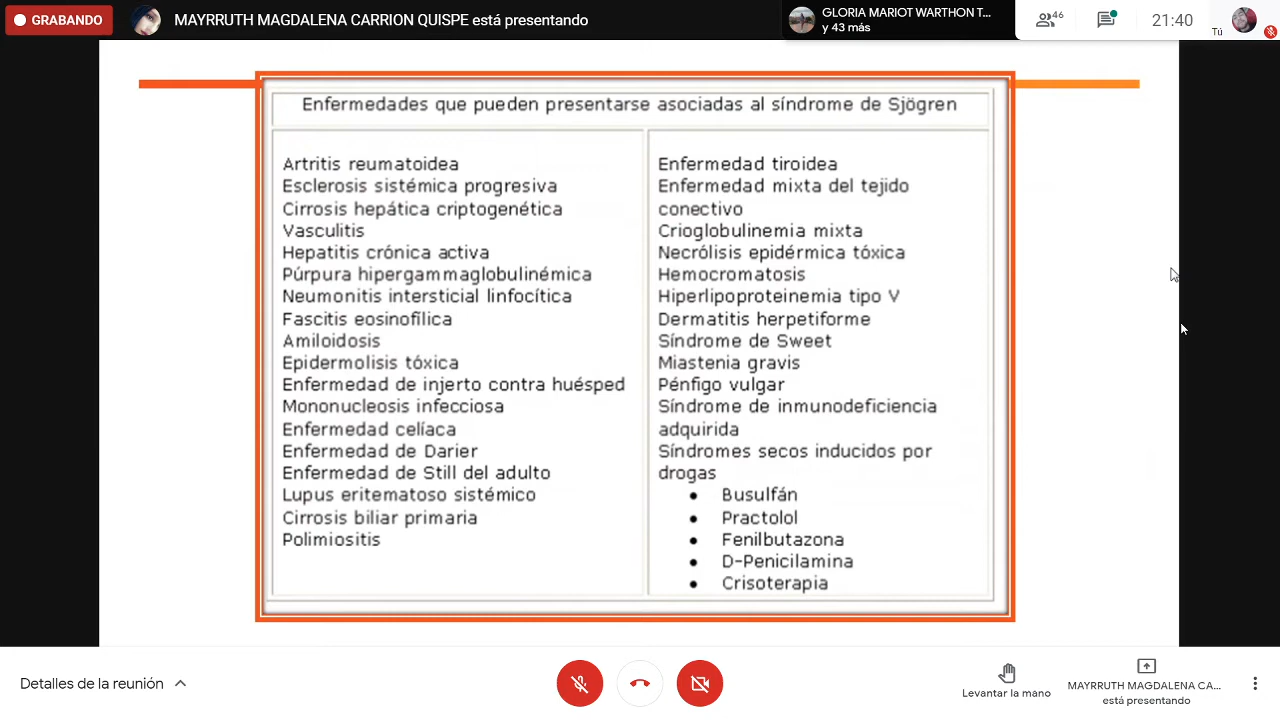 GRABANDO
MAYRRUTH MAGDALENA CARRION QUISPE está presentando
GLORIA MARIOT WARTHON T...
y 43 más
46
21:40
Tú
Enfermedades que pueden presentarse asociadas al síndrome de Sjögren
Artritis reumatoidea
Esclerosis sistémica progresiva
Cirrosis hepática criptogenética
Vasculitis
Hepatitis crónica activa
Púrpura hipergammaglobulinémica
Neumonitis intersticial linfocítica
Fascitis eosinofílica
Amiloidosis
Epidermolisis tóxica
Enfermedad de injerto contra huésped
Mononucleosis infecciosa
Enfermedad celíaca
Enfermedad de Darier
Enfermedad de Still del adulto
Lupus eritematoso sistémico
Cirrosis biliar primaria
Polimiositis
Enfermedad tiroidea
Enfermedad mixta del tejido
conectivo
Crioglobulinemia mixta
Necrólisis epidérmica tóxica
Hemocromatosis
Hiperlipoproteinemia tipo V
Dermatitis herpetiforme
Síndrome de Sweet
Miastenia gravis
Pénfigo vulgar
Síndrome de inmunodeficiencia
adquirida
Síndromes secos inducidos por
drogas
• Busulfán
• Practolol
• Fenilbutazona
• D-Penicilamina
• Crisoterapia
Detalles de la reunión
Levantar la mano
MAYRRUTH MAGDALENA CA...
está presentando